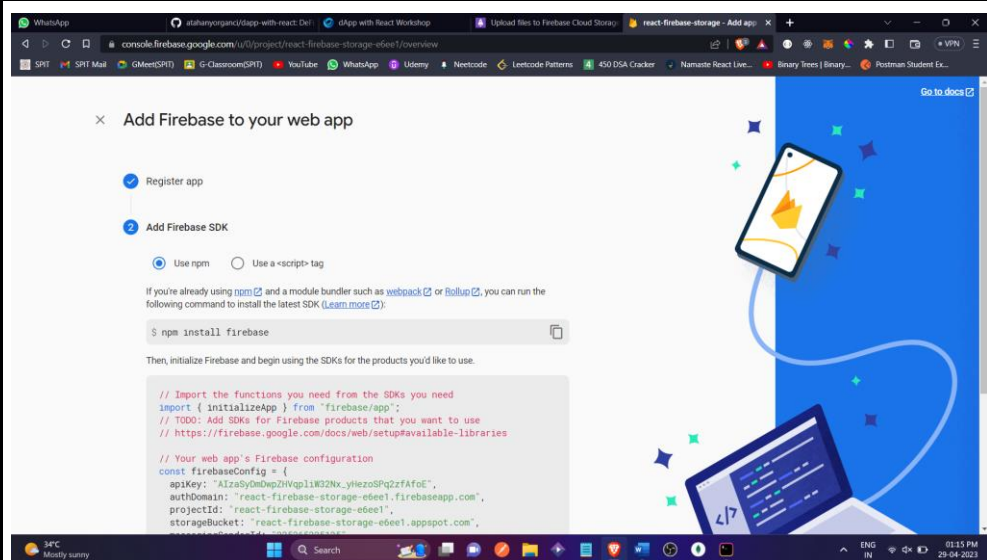 WhatsApp
atahanyorganci/dapp-with-react: DeFi
dApp with React Workshop
Upload files to Firebase Cloud Storage
react-firebase-storage - Add app
console.firebase.google.com/u/0/project/react-firebase-storage-e6ee1/overview
VPN
SPIT
SPIT Mail
GMeet(SPIT)
G-Classroom(SPIT)
YouTube
WhatsApp
Udemy
Neetcode
Leetcode Patterns
450 DSA Cracker
Namaste React Live...
Binary Trees | Binary...
Postman Student Ex...
Go to docs
Add Firebase to your web app
Register app
2 Add Firebase SDK
Use npm
Use a <script> tag
If you're already using npm and a module bundler such as webpack or Rollup, you can run the
following command to install the latest SDK (Learn more):
$ npm install firebase
Then, initialize Firebase and begin using the SDKs for the products you'd like to use.
// Import the functions you need from the SDKs you need
import { initializeApp } from "firebase/app";
// TODO: Add SDKs for Firebase products that you want to use
// https://firebase.google.com/docs/web/setup#available-libraries
// Your web app's Firebase configuration
const firebaseConfig = {
apiKey: "AIzaSyDmDwpZHVqpliW32Nx_yHezoSPq2zfAfoE",
authDomain: "react-firebase-storage-e6ee1.firebaseapp.com",
projectId: "react-firebase-storage-e6ee1",
storageBucket: "react-firebase-storage-e6ee1.appspot.com",
</>
34°C
Mostly sunny
Search
ENG
IN
01:15 PM
29-04-2023